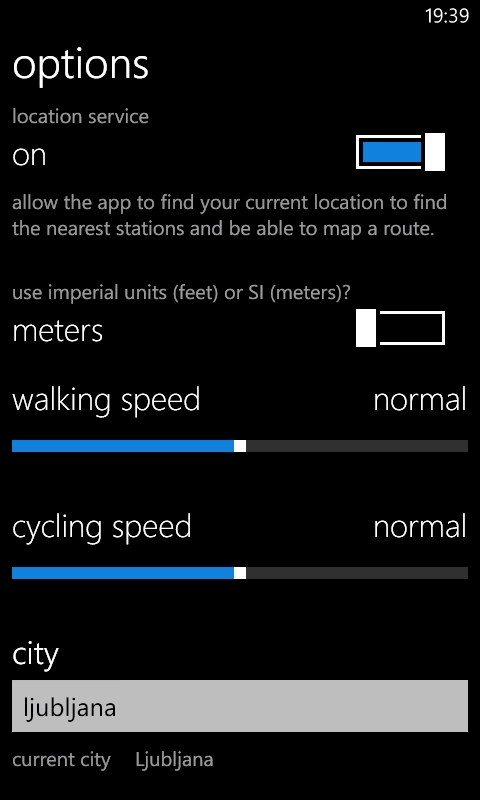 19:39
options
location service
on
allow the app to find your current location to find
the nearest stations and be able to map a route.
use imperial units (feet) or SI (meters)?
meters
walking speed normal
cycling speed normal
city
ljubljana
current city Ljubljana